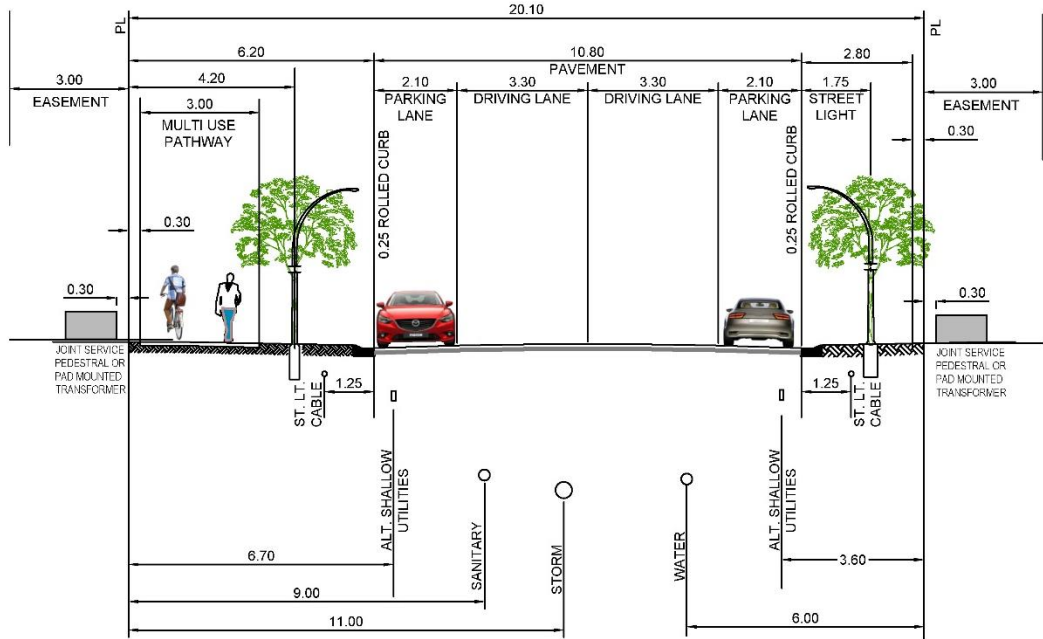 20.10
PL
PL
6.20
10.80
PAVEMENT
2.80
3.00
EASEMENT
4.20
2.10
PARKING
LANE
3.30
DRIVING LANE
3.30
DRIVING LANE
2.10
PARKING
LANE
1.75
STREET
LIGHT
3.00
EASEMENT
3.00
MULTI USE
PATHWAY
0.30
0.25 ROLLED CURB
0.25 ROLLED CURB
0.30
0.30
0.30
JOINT SERVICE
PEDESTRAL OR
PAD MOUNTED
TRANSFORMER
JOINT SERVICE
PEDESTRAL OR
PAD MOUNTED
TRANSFORMER
ST. LT.
CABLE
1.25
1.25
ST. LT.
CABLE
ALT. SHALLOW
UTILITIES
SANITARY
STORM
WATER
ALT. SHALLOW
UTILITIES
6.70
3.60
9.00
11.00
6.00